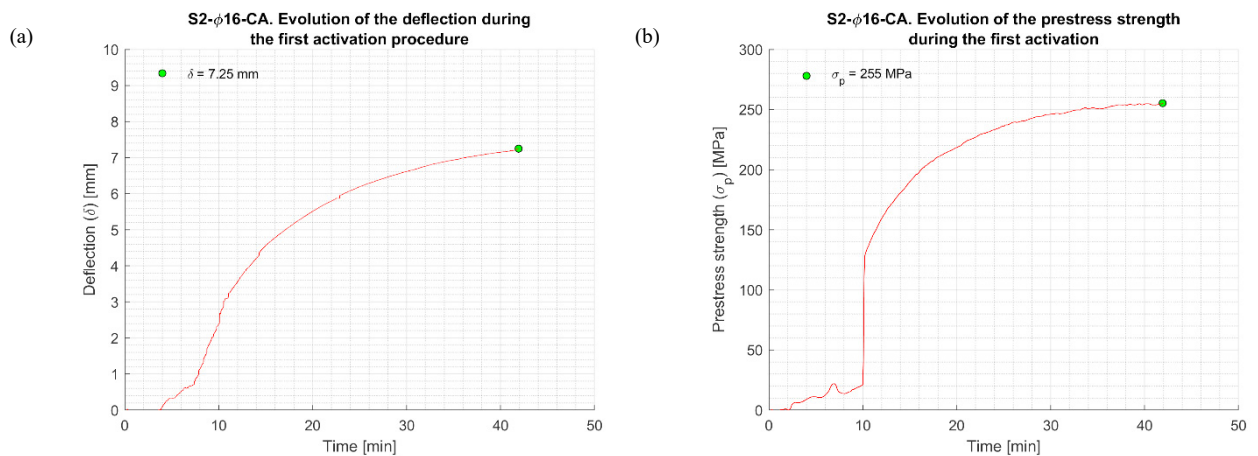 (a)
S2-ϕ16-CA. Evolution of the deflection during
the first activation procedure
10
9
8
7
6
5
4
3
2
1
0
Deflection (δ) [mm]
δ = 7.25 mm
0 10 20 30 40 50
Time [min]
(b)
S2-ϕ16-CA. Evolution of the prestress strength
during the first activation
300
250
200
150
100
50
0
Prestress strength (σp) [MPa]
σp = 255 MPa
0 10 20 30 40 50
Time [min]